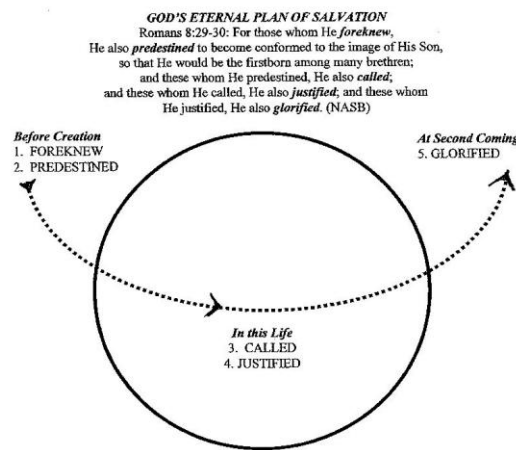 GOD'S ETERNAL PLAN OF SALVATION
Romans 8:29-30: For those whom He foreknew,
He also predestined to become conformed to the image of His Son,
so that He would be the firstborn among many brethren;
and these whom He predestined, He also called;
and these whom He called, He also justified; and these whom
He justified, He also glorified. (NASB)
Before Creation
1. FOREKNEW
2. PREDESTINED
At Second Coming
5. GLORIFIED
In this Life
3. CALLED
4. JUSTIFIED